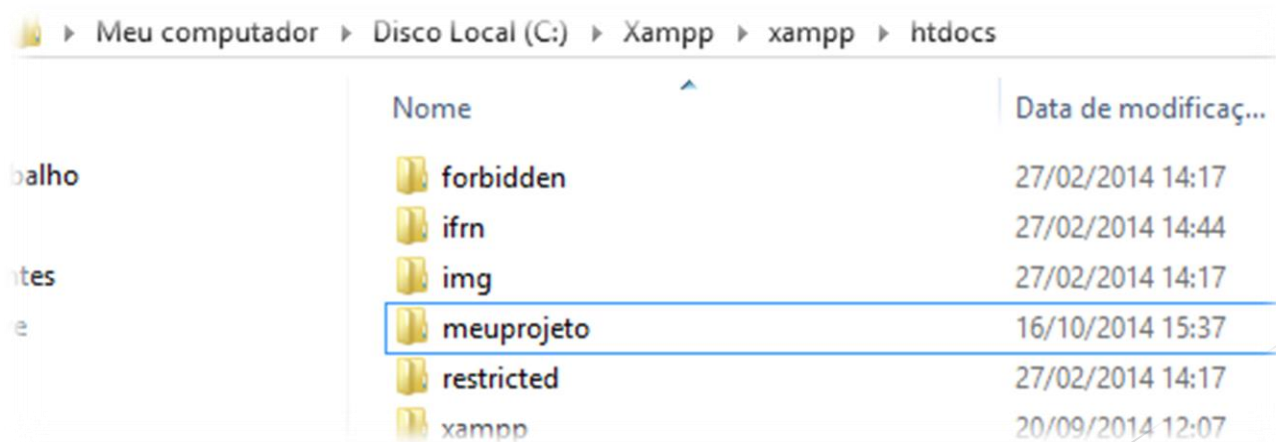 Meu computador Disco Local (C:) Xampp xampp htdocs
Nome Data de modificaç...
balho forbidden 27/02/2014 14:17
ifrn 27/02/2014 14:44
ntes img 27/02/2014 14:17
e meuprojeto 16/10/2014 15:37
restricted 27/02/2014 14:17
xampp 20/09/2014 12:07